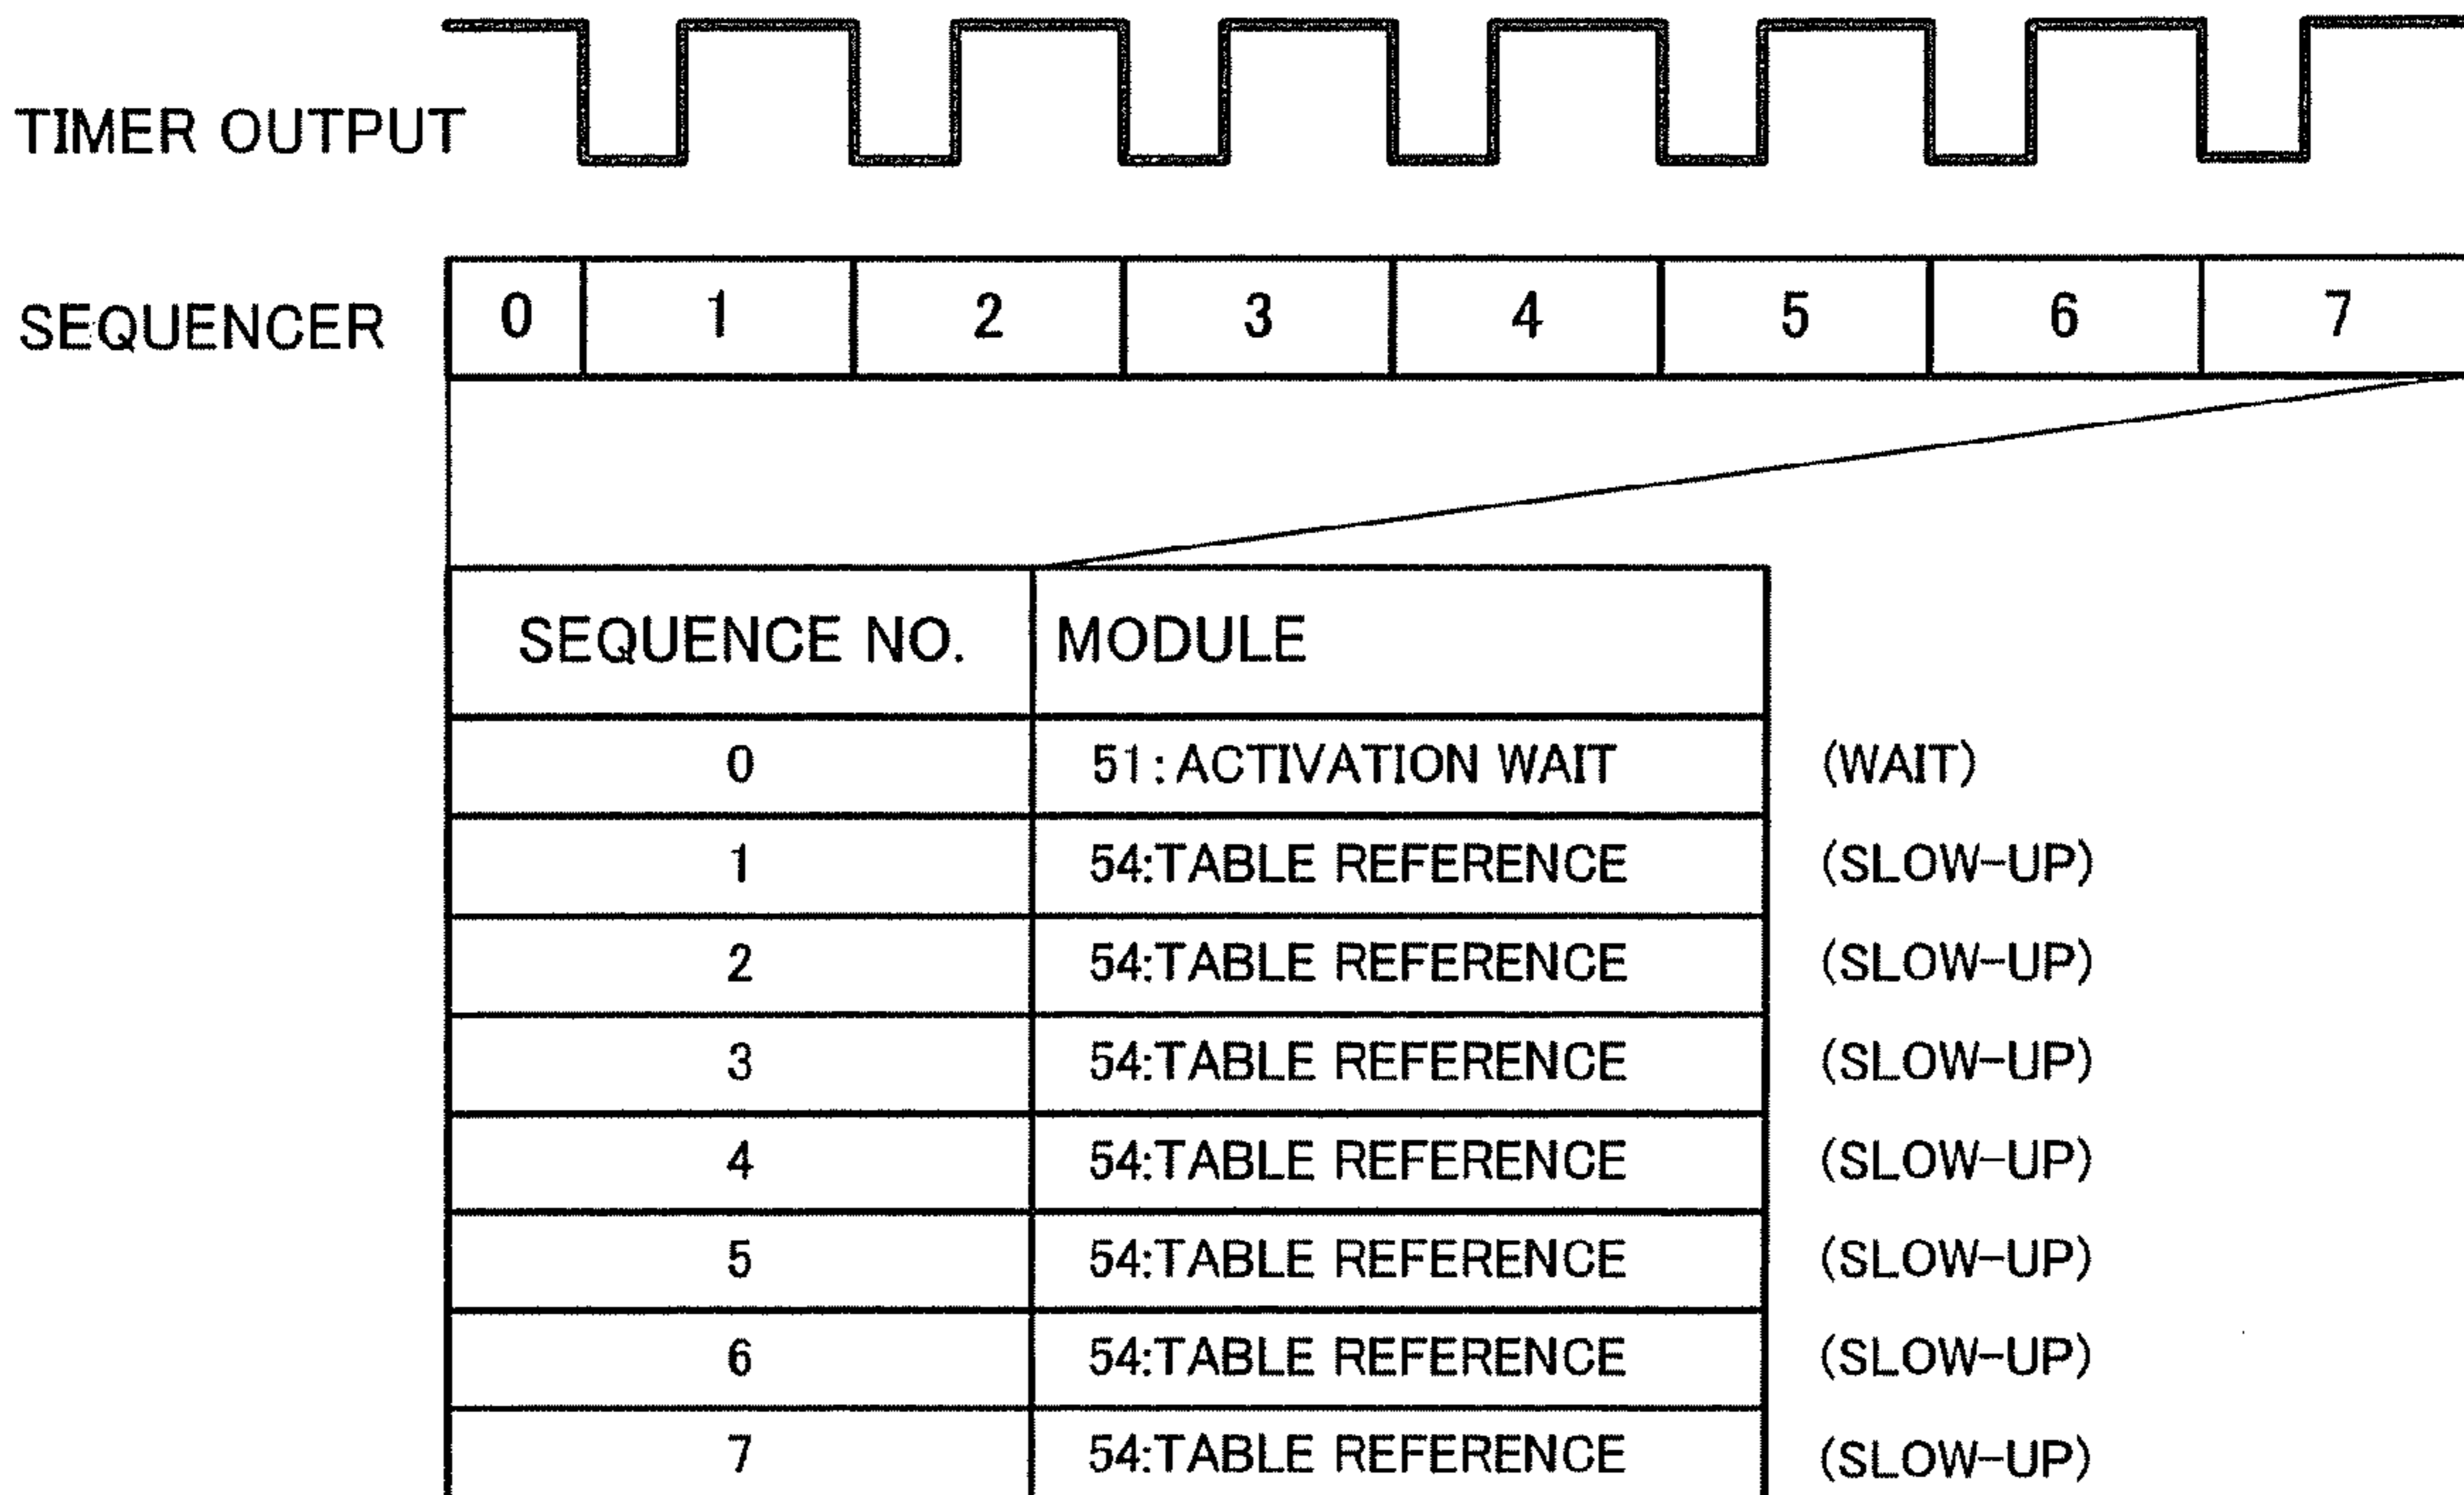 TIMER OUTPUT
SEQUENCER 0 1 2 3 4 5 6 7
SEQUENCE NO. MODULE
0 51:ACTIVATION WAIT (WAIT)
1 54:TABLE REFERENCE (SLOW-UP)
2 54:TABLE REFERENCE (SLOW-UP)
3 54:TABLE REFERENCE (SLOW-UP)
4 54:TABLE REFERENCE (SLOW-UP)
5 54:TABLE REFERENCE (SLOW-UP)
6 54:TABLE REFERENCE (SLOW-UP)
7 54:TABLE REFERENCE (SLOW-UP)